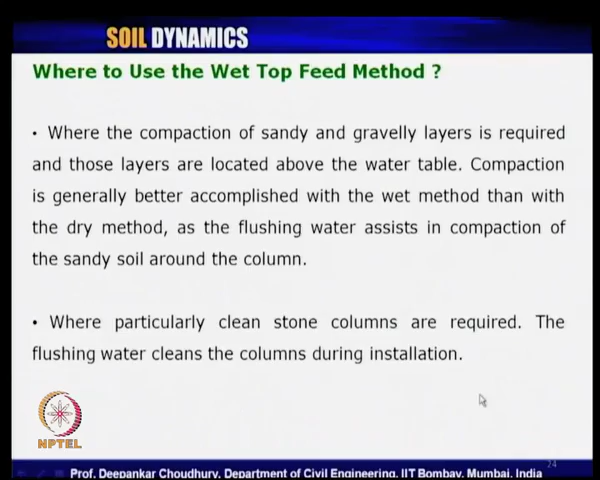 SOIL DYNAMICS
Where to Use the Wet Top Feed Method ?
• Where the compaction of sandy and gravelly layers is required
and those layers are located above the water table. Compaction
is generally better accomplished with the wet method than with
the dry method, as the flushing water assists in compaction of
the sandy soil around the column.
• Where particularly clean stone columns are required. The
flushing water cleans the columns during installation.
NPTEL
24
Prof. Deepankar Choudhury, Department of Civil Engineering, IIT Bombay, Mumbai, India